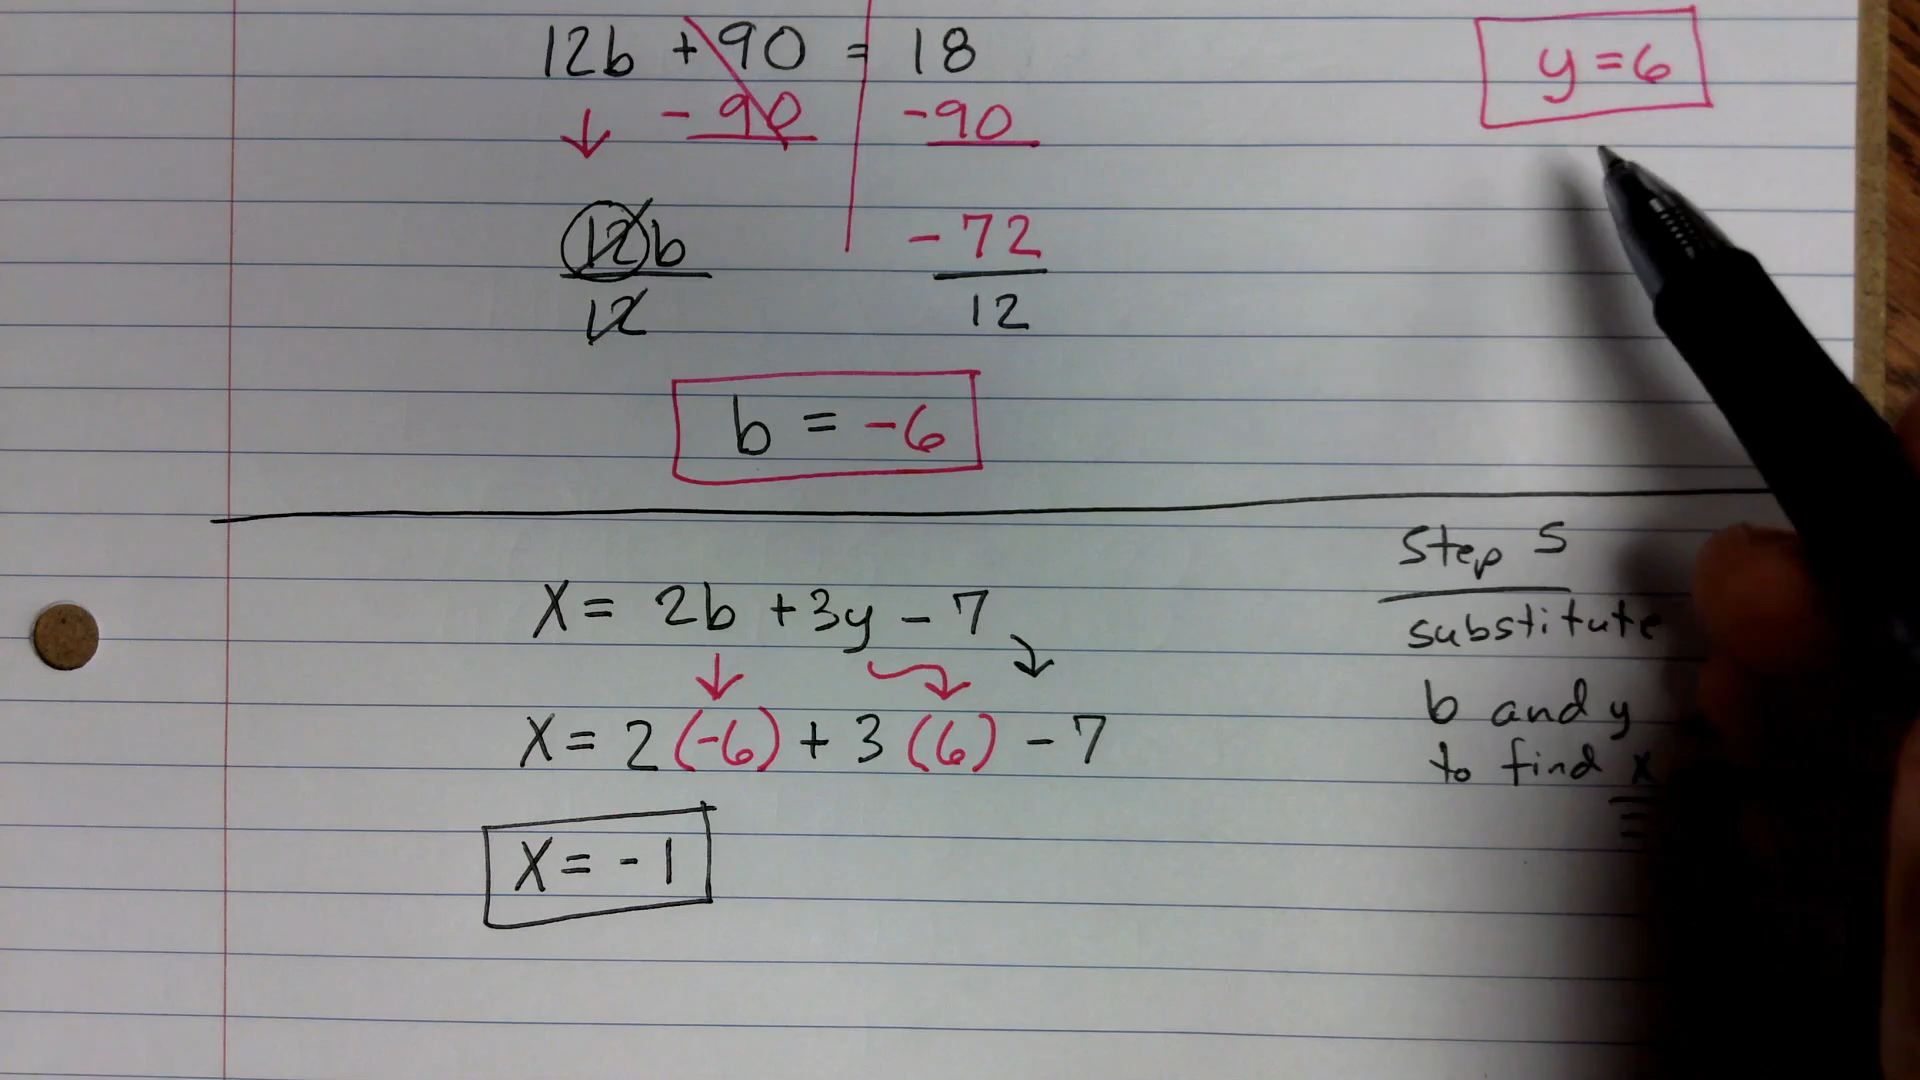 12b + 90 = 18
y = 6
- 90 -90
12b -72
12 12
b = -6
Step 5
X = 2b + 3y - 7
substitute
b and y
X = 2 (-6) + 3 (6) - 7
to find x
X = - 1